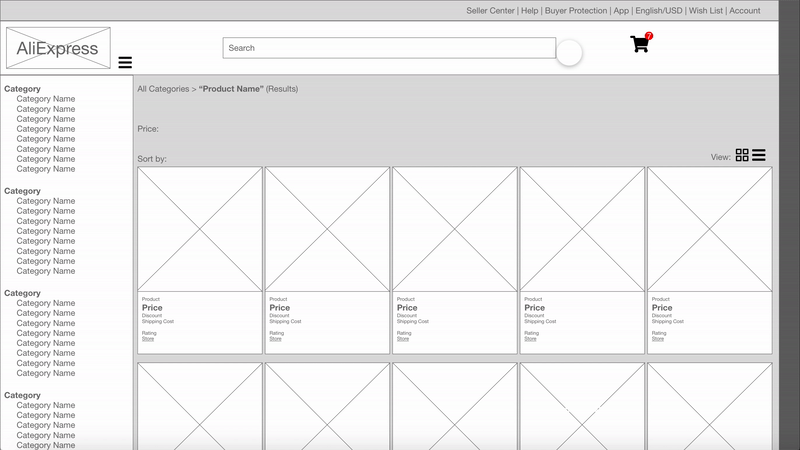 Seller Center | Help | Buyer Protection | App | English/USD | Wish List | Account
AliExpress
Search
7
Category
Category Name
Category Name
Category Name
Category Name
Category Name
Category Name
Category Name
Category Name
Category
Category Name
Category Name
Category Name
Category Name
Category Name
Category Name
Category Name
Category Name
Category
Category Name
Category Name
Category Name
Category Name
Category Name
Category Name
Category Name
Category Name
Category
Category Name
Category Name
Category Name
Category Name
Category Name
All Categories > “Product Name” (Results)
Price:
Sort by:
View:
Product
Price
Discount
Shipping Cost
Rating
Store
Product
Price
Discount
Shipping Cost
Rating
Store
Product
Price
Discount
Shipping Cost
Rating
Store
Product
Price
Discount
Shipping Cost
Rating
Store
Product
Price
Discount
Shipping Cost
Rating
Store